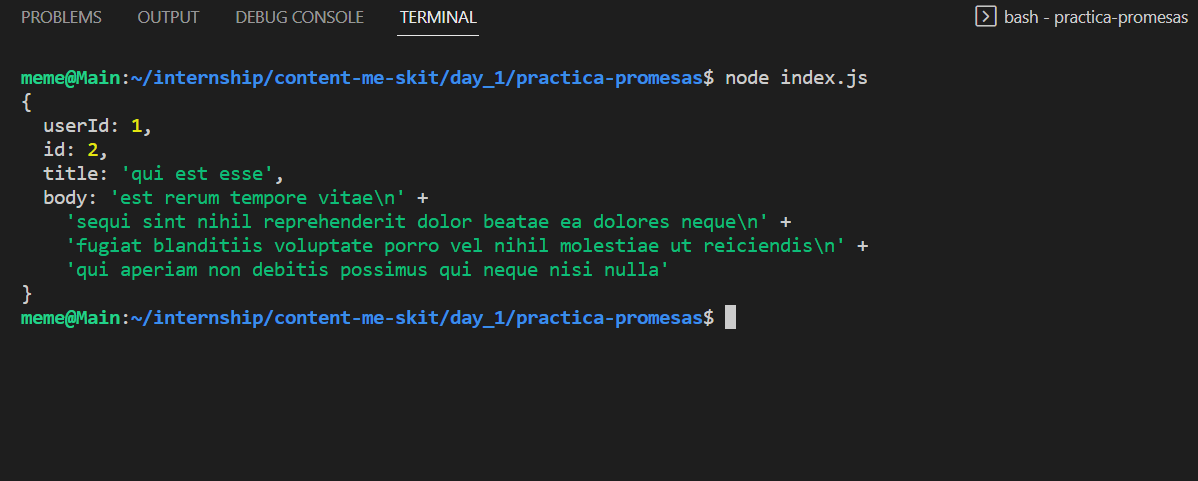 PROBLEMS OUTPUT DEBUG CONSOLE TERMINAL bash - practica-promesas
meme@Main:~/internship/content-me-skit/day_1/practica-promesas$ node index.js
{
  userId: 1,
  id: 2,
  title: 'qui est esse',
  body: 'est rerum tempore vitae\n' +
    'sequi sint nihil reprehenderit dolor beatae ea dolores neque\n' +
    'fugiat blanditiis voluptate porro vel nihil molestiae ut reiciendis\n' +
    'qui aperiam non debitis possimus qui neque nisi nulla'
}
meme@Main:~/internship/content-me-skit/day_1/practica-promesas$